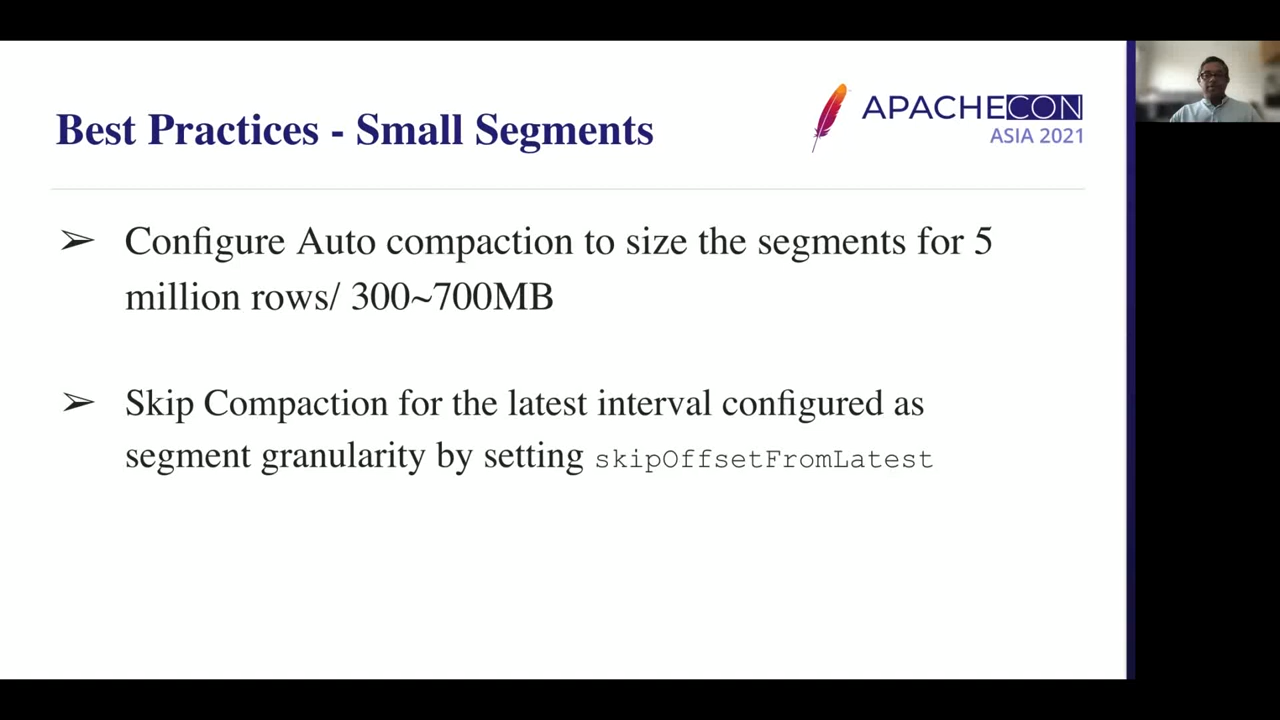 APACHECON
ASIA 2021
Best Practices - Small Segments
➢ Configure Auto compaction to size the segments for 5
million rows/ 300~700MB
➢ Skip Compaction for the latest interval configured as
segment granularity by setting skipOffsetFromLatest